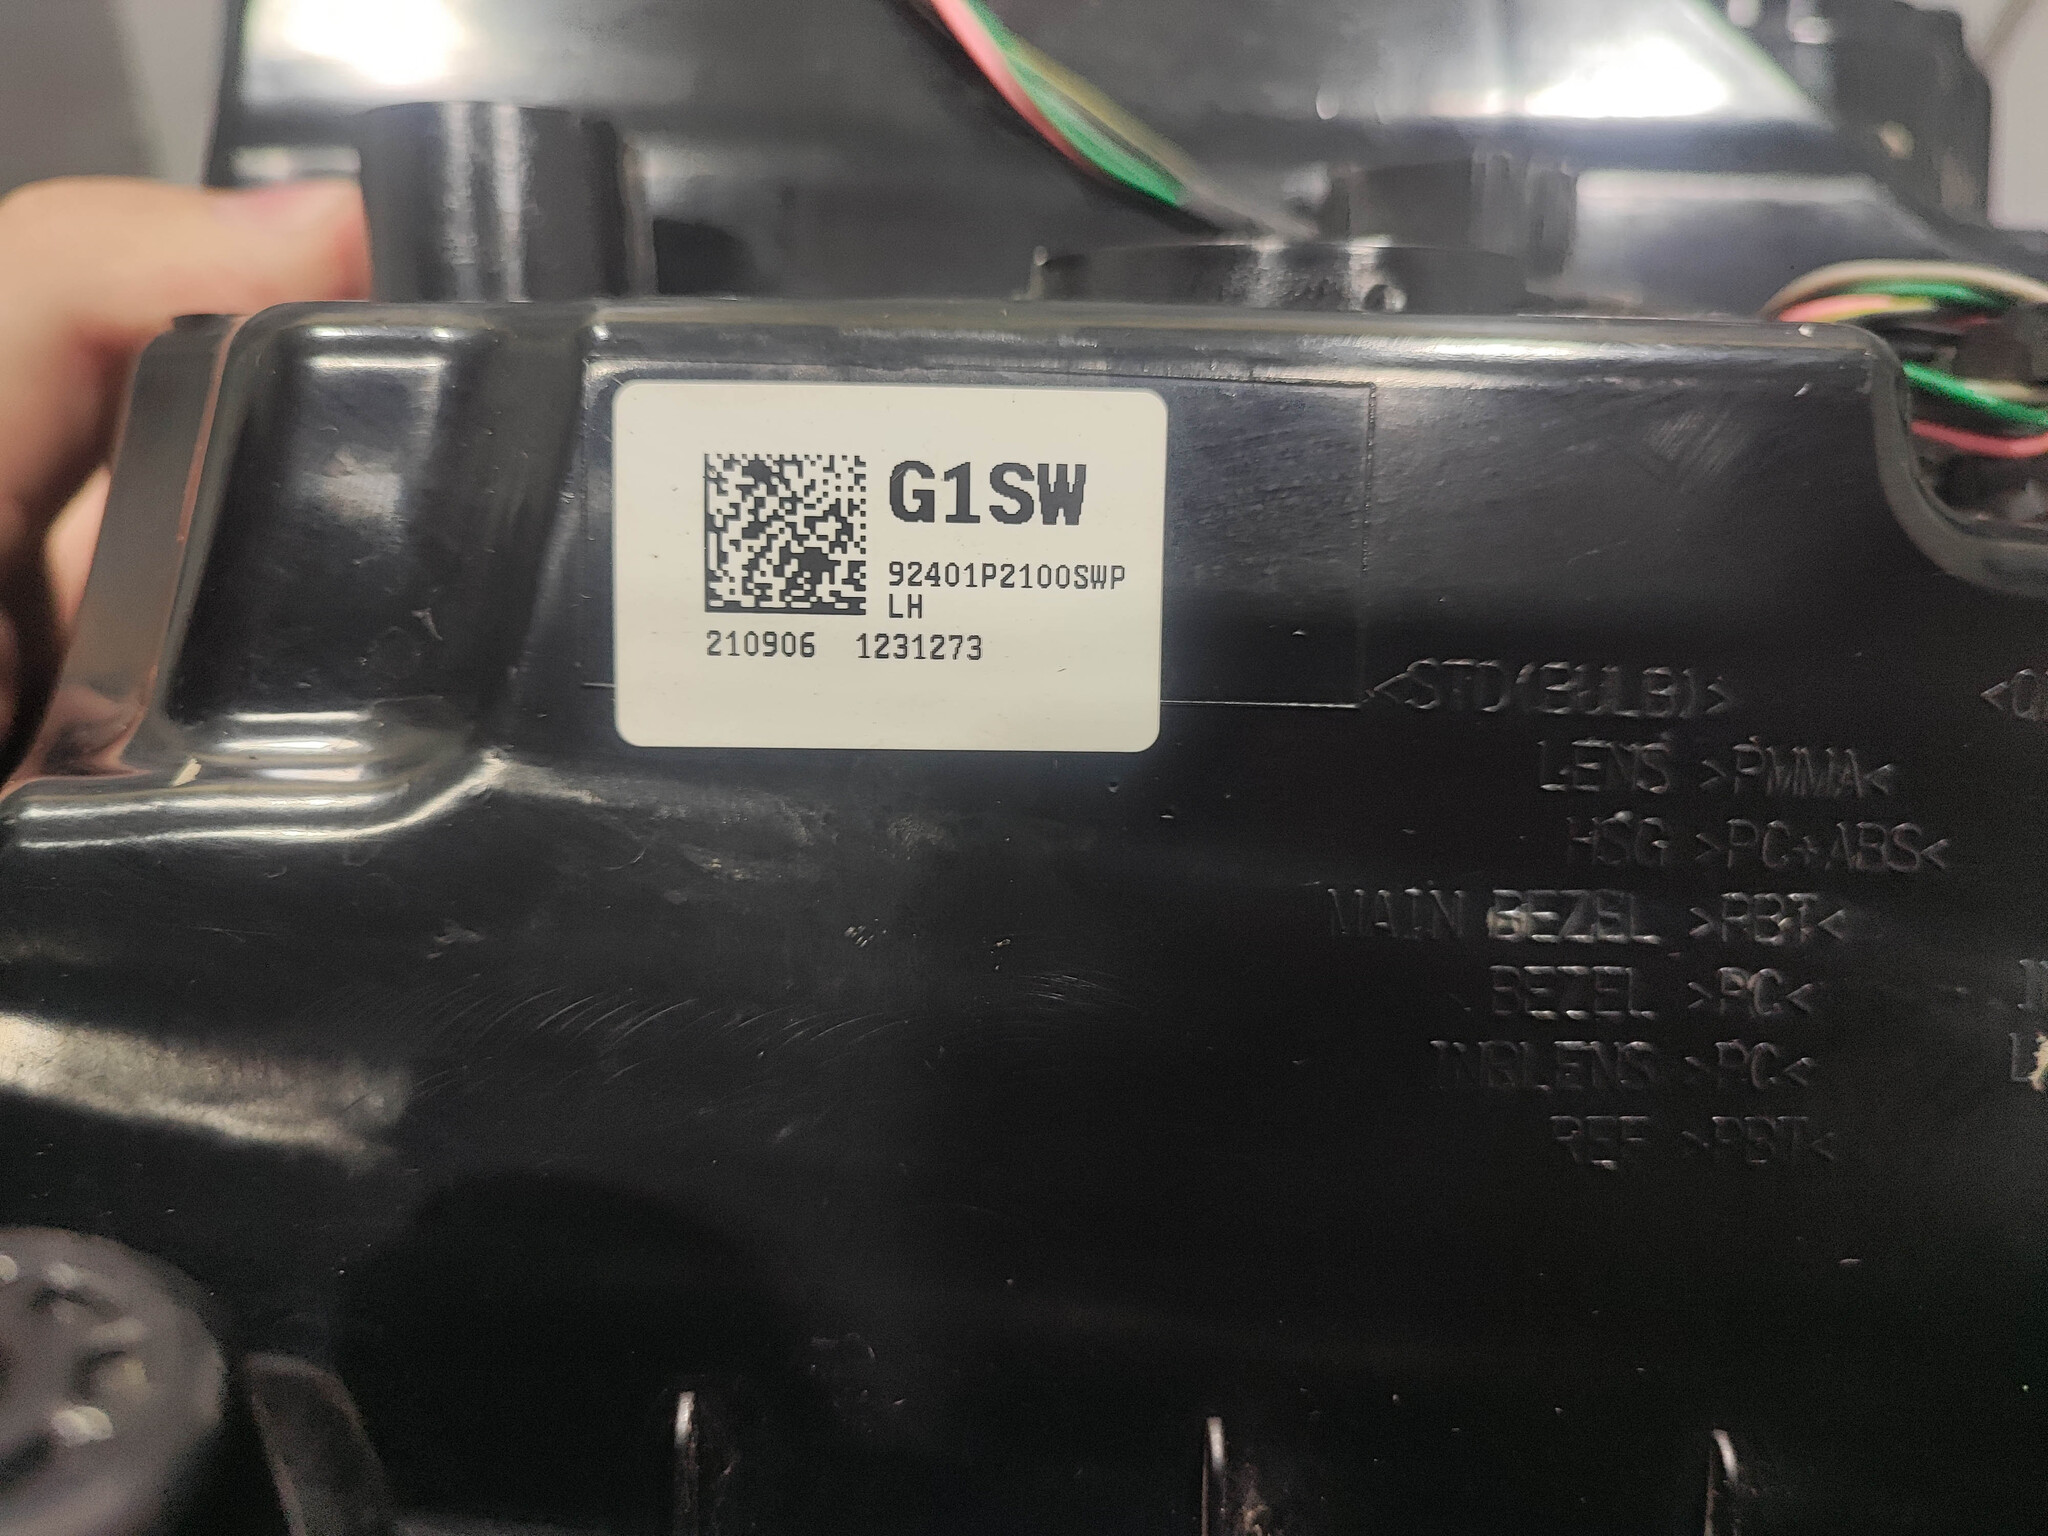 G1SW
92401P2100SWP
LH
210906 1231273
<STD(BULB)>
LENS >PMMA<
HSG >PC+ABS<
MAIN BEZEL >PBT<
BEZEL >PC<
INBLENS >PC<
REF >PBT<